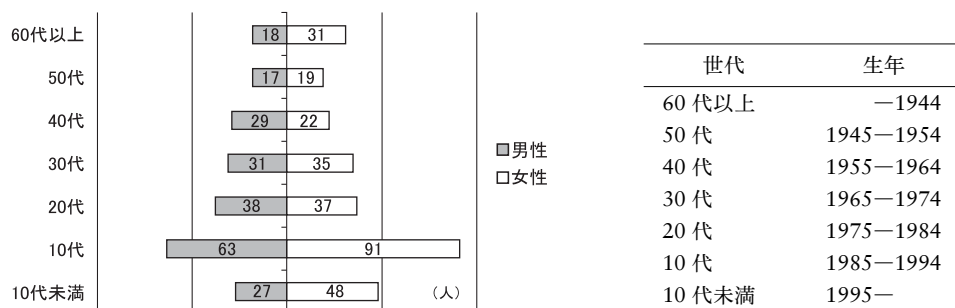 60代以上 18 31
50代 17 19
40代 29 22
30代 31 35
20代 38 37
10代 63 91
10代未満 27 48 (人)
■男性
□女性
世代 生年
60 代以上 —1944
50 代 1945—1954
40 代 1955—1964
30 代 1965—1974
20 代 1975—1984
10 代 1985—1994
10 代未満 1995—